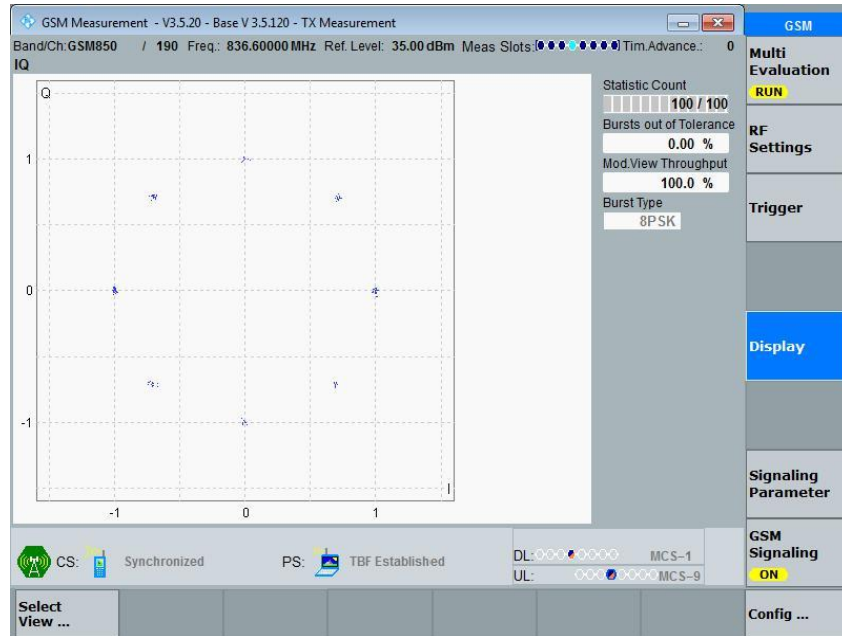 GSM Measurement - V3.5.20 - Base V 3.5.120 - TX Measurement
GSM
Band/Ch: GSM850 / 190 Freq.: 836.60000 MHz Ref. Level: 35.00 dBm Meas Slots: Tim.Advance.: 0
IQ
Multi Evaluation
RUN
RF Settings
Trigger
Display
Signaling Parameter
GSM Signaling
ON
Config ...
Q
1
0
-1
-1 0 1
I
Statistic Count
100 / 100
Bursts out of Tolerance
0.00 %
Mod.View Throughput
100.0 %
Burst Type
8PSK
CS: Synchronized PS: TBF Established
DL: MCS-1
UL: MCS-9
Select View ...